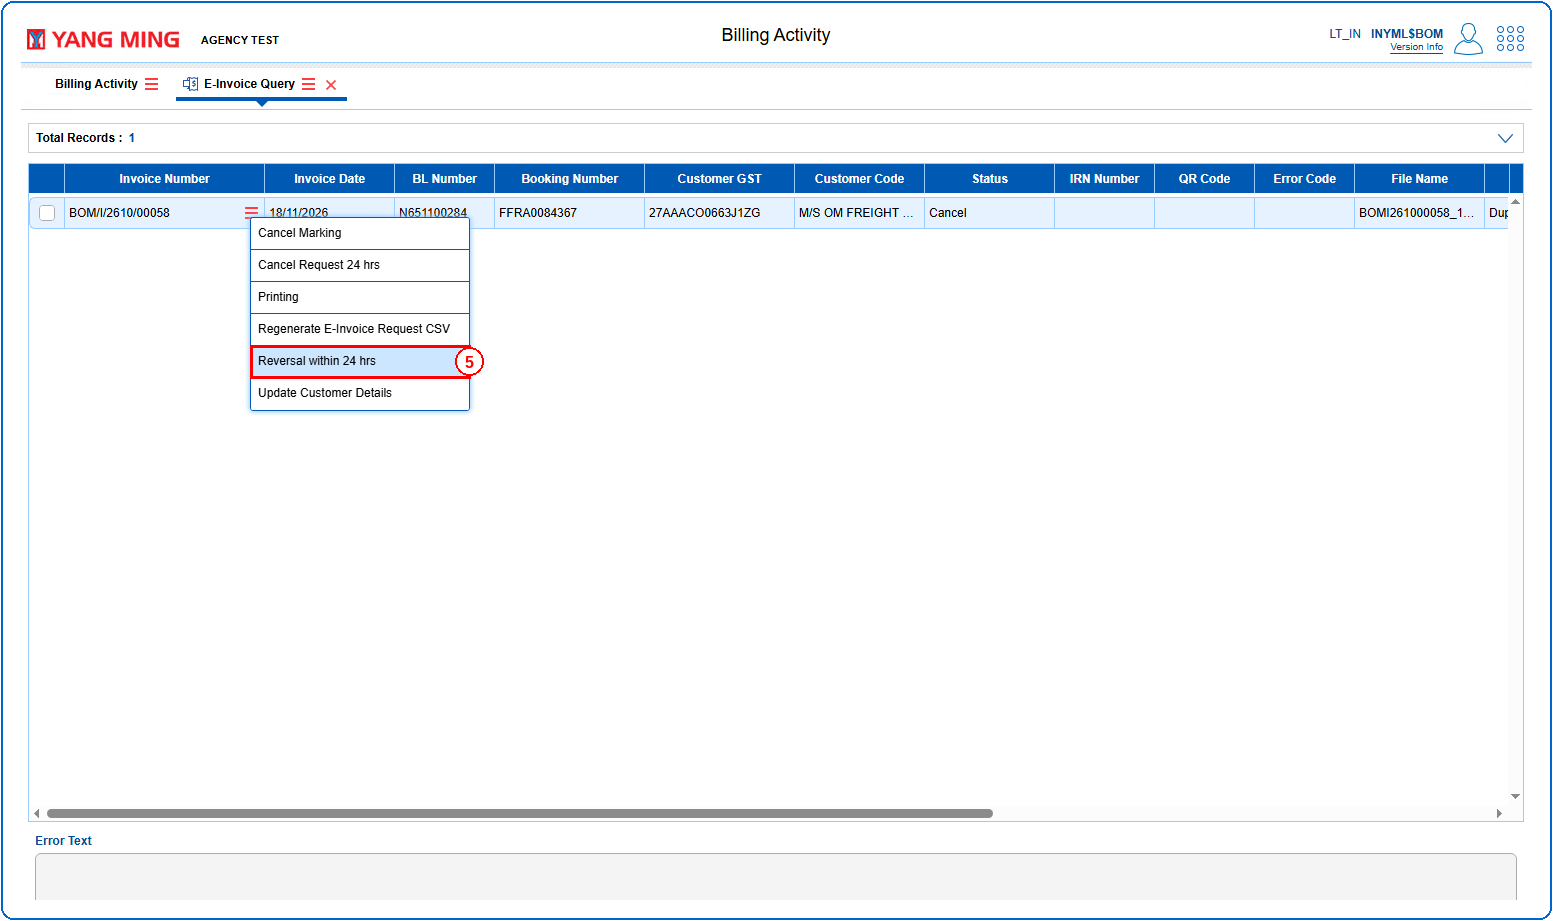 YANG MING AGENCY TEST
Billing Activity
LT_IN INYML$BOM
Version Info
Billing Activity E-Invoice Query
Total Records : 1
Invoice Number Invoice Date BL Number Booking Number Customer GST Customer Code Status IRN Number QR Code Error Code File Name
BOM/I/2610/00058 18/11/2026 N651100284 FFRA0084367 27AAACO0663J1ZG M/S OM FREIGHT ... Cancel BOMI261000058_1... Dup
Cancel Marking
Cancel Request 24 hrs
Printing
Regenerate E-Invoice Request CSV
Reversal within 24 hrs 5
Update Customer Details
Error Text